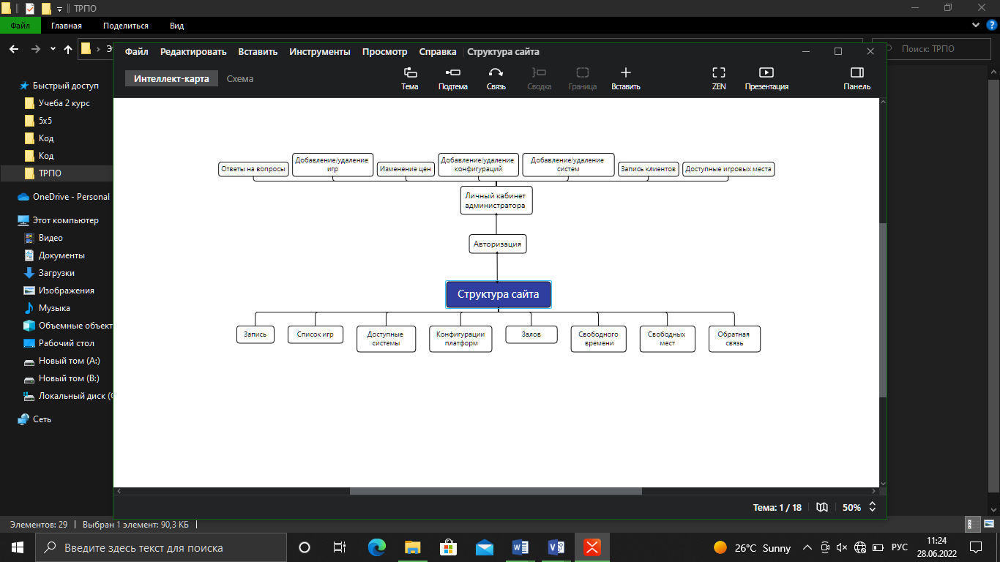 ТРПО
Файл
Главная
Поделиться
Вид
Поиск: ТРПО
Файл
Редактировать
Вставить
Инструменты
Просмотр
Справка
Структура сайта
Интеллект-карта
Схема
Тема
Подтема
Связь
Сводка
Граница
Вставить
ZEN
Презентация
Панель
Быстрый доступ
Учеба 2 курс
5x5
Код
Код
ТРПО
OneDrive - Personal
Этот компьютер
Видео
Документы
Загрузки
Изображения
Музыка
Объемные объект
Рабочий стол
Новый том (A:)
Новый том (B:)
Локальный диск (
Сеть
Ответы на вопросы
Добавление/удаление
игр
Изменение цен
Добавление/удаление
конфигураций
Добавление/удаление
систем
Запись клиентов
Доступные игровых места
Личный кабинет
администратора
Авторизация
Структура сайта
Запись
Список игр
Доступные
системы
Конфигурации
платформ
Залов
Свободного
времени
Свободных
мест
Обратная
связь
Тема: 1 / 18
50%
Элементов: 29
Выбран 1 элемент: 90,3 КБ
Введите здесь текст для поиска
26°C Sunny
РУС
11:24
28.06.2022